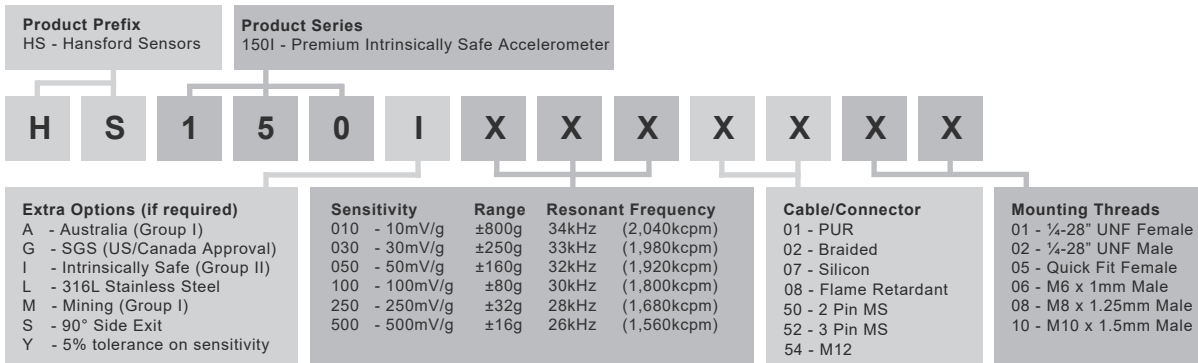 Product Prefix
HS - Hansford Sensors
Product Series
150I - Premium Intrinsically Safe Accelerometer
H S 1 5 0 I X X X X X X X
Extra Options (if required)
A - Australia (Group I)
G - SGS (US/Canada Approval)
I - Intrinsically Safe (Group II)
L - 316L Stainless Steel
M - Mining (Group I)
S - 90° Side Exit
Y - 5% tolerance on sensitivity
Sensitivity Range Resonant Frequency
010 - 10mV/g ±800g 34kHz (2,040kcpm)
030 - 30mV/g ±250g 33kHz (1,980kcpm)
050 - 50mV/g ±160g 32kHz (1,920kcpm)
100 - 100mV/g ±80g 30kHz (1,800kcpm)
250 - 250mV/g ±32g 28kHz (1,680kcpm)
500 - 500mV/g ±16g 26kHz (1,560kcpm)
Cable/Connector
01 - PUR
02 - Braided
07 - Silicon
08 - Flame Retardant
50 - 2 Pin MS
52 - 3 Pin MS
54 - M12
Mounting Threads
01 - ¼-28” UNF Female
02 - ¼-28” UNF Male
05 - Quick Fit Female
06 - M6 x 1mm Male
08 - M8 x 1.25mm Male
10 - M10 x 1.5mm Male